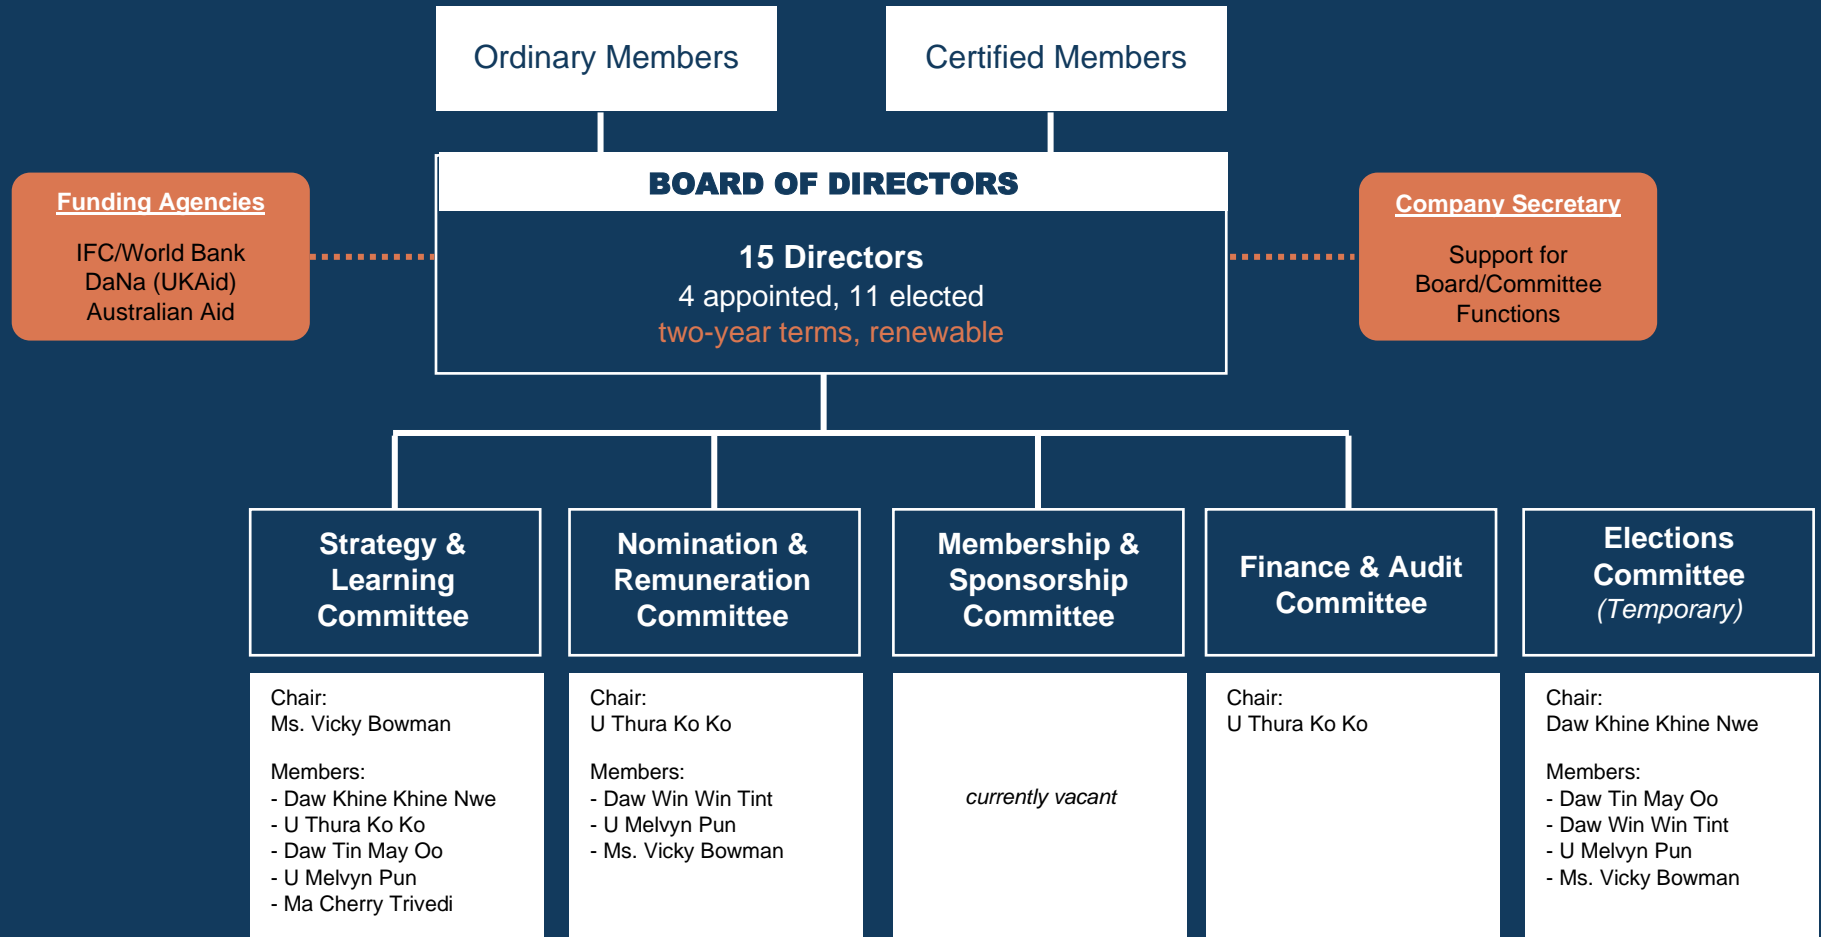 Ordinary Members
Certified Members
BOARD OF DIRECTORS
15 Directors
4 appointed, 11 elected
two-year terms, renewable
Funding Agencies
IFC/World Bank
DaNa (UKAid)
Australian Aid
Company Secretary
Support for
Board/Committee
Functions
Strategy &
Learning
Committee
Nomination &
Remuneration
Committee
Membership &
Sponsorship
Committee
Finance & Audit
Committee
Elections
Committee
(Temporary)
Chair:
Ms. Vicky Bowman
Members:
- Daw Khine Khine Nwe
- U Thura Ko Ko
- Daw Tin May Oo
- U Melvyn Pun
- Ma Cherry Trivedi
Chair:
U Thura Ko Ko
Members:
- Daw Win Win Tint
- U Melvyn Pun
- Ms. Vicky Bowman
currently vacant
Chair:
U Thura Ko Ko
Chair:
Daw Khine Khine Nwe
Members:
- Daw Tin May Oo
- Daw Win Win Tint
- U Melvyn Pun
- Ms. Vicky Bowman